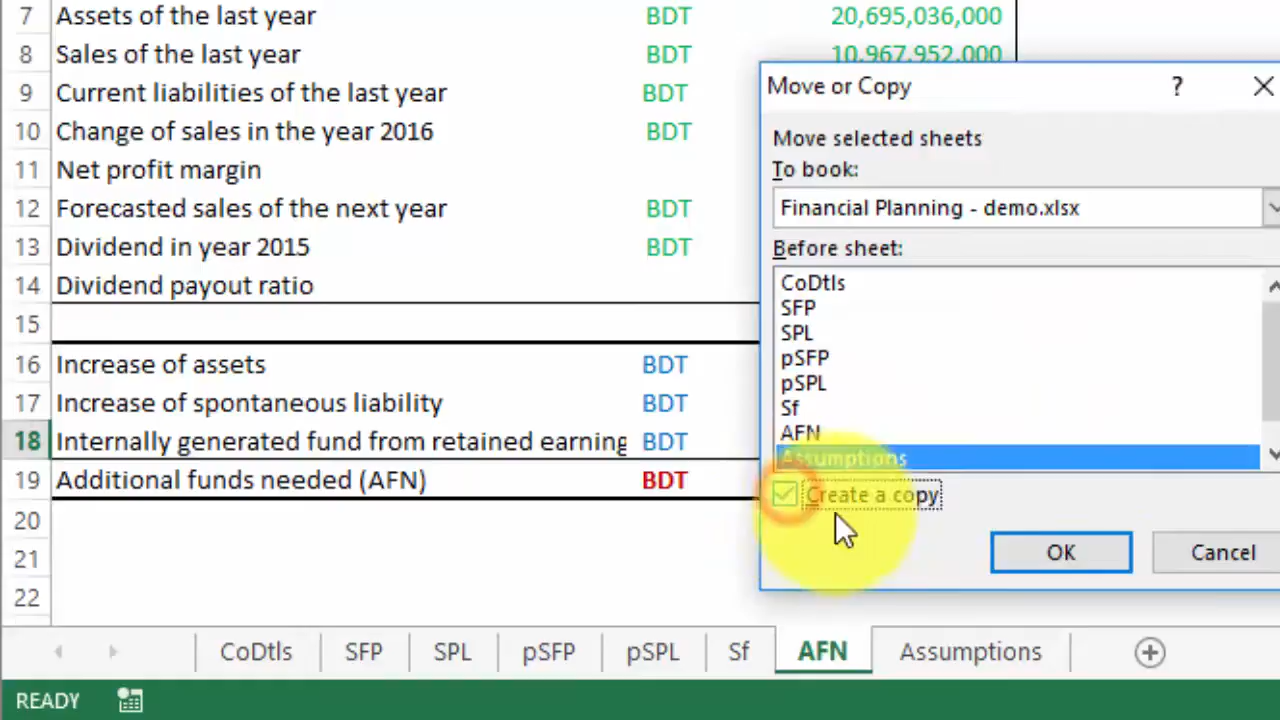 7 Assets of the last year BDT 20,695,036,000
8 Sales of the last year BDT 10,967,952,000
9 Current liabilities of the last year BDT
10 Change of sales in the year 2016 BDT
11 Net profit margin
12 Forecasted sales of the next year BDT
13 Dividend in year 2015 BDT
14 Dividend payout ratio
15
16 Increase of assets BDT
17 Increase of spontaneous liability BDT
18 Internally generated fund from retained earning BDT
19 Additional funds needed (AFN) BDT
20
21
22
Move or Copy ?
Move selected sheets
To book:
Financial Planning - demo.xlsx
Before sheet:
CoDtls
SFP
SPL
pSFP
pSPL
Sf
AFN
Assumptions
Create a copy
OK Cancel
CoDtls SFP SPL pSFP pSPL Sf AFN Assumptions
READY